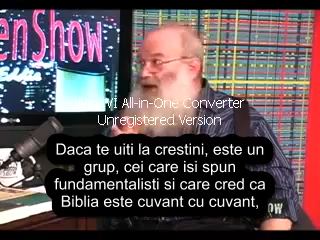 enShow
VI All-in-One Converter
Unregistered Version
Daca te uiti la crestini, este un
grup, cei care isi spun
fundamentalisti si care cred ca
Biblia este cuvant cu cuvant,